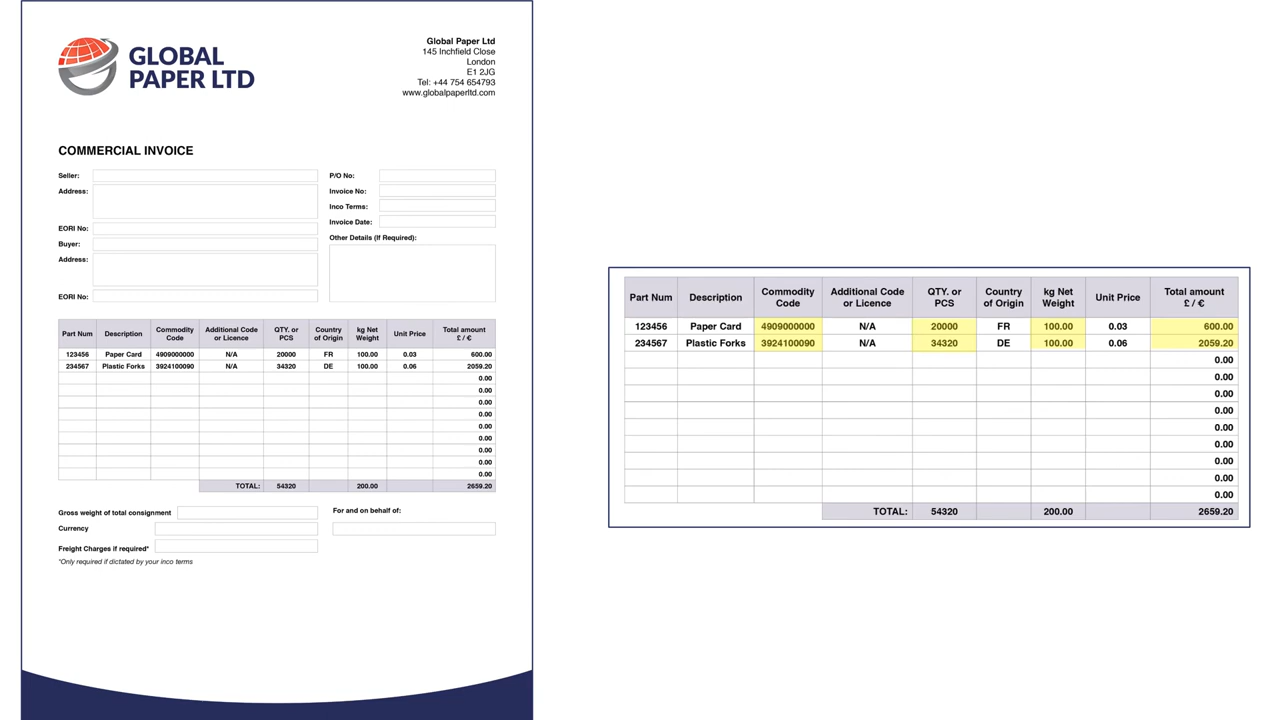 GLOBAL
PAPER LTD
Global Paper Ltd
145 Inchfield Close
London
E1 2JG
Tel: +44 754 654793
www.globalpaperltd.com
COMMERCIAL INVOICE
Seller:
Address:
EORI No:
Buyer:
Address:
EORI No:
P/O No:
Invoice No:
Inco Terms:
Invoice Date:
Other Details (If Required):
Part Num Description Commodity Code Additional Code or Licence QTY. or PCS Country of Origin kg Net Weight Unit Price Total amount £ / €
123456 Paper Card 4909000000 N/A 20000 FR 100.00 0.03 600.00
234567 Plastic Forks 3924100090 N/A 34320 DE 100.00 0.06 2059.20
0.00
0.00
0.00
0.00
0.00
0.00
0.00
0.00
0.00
TOTAL: 54320 200.00 2659.20
Gross weight of total consignment
Currency
Freight Charges if required*
*Only required if dictated by your inco terms
For and on behalf of:
Part Num Description Commodity Code Additional Code or Licence QTY. or PCS Country of Origin kg Net Weight Unit Price Total amount £ / €
123456 Paper Card 4909000000 N/A 20000 FR 100.00 0.03 600.00
234567 Plastic Forks 3924100090 N/A 34320 DE 100.00 0.06 2059.20
0.00
0.00
0.00
0.00
0.00
0.00
0.00
0.00
0.00
TOTAL: 54320 200.00 2659.20